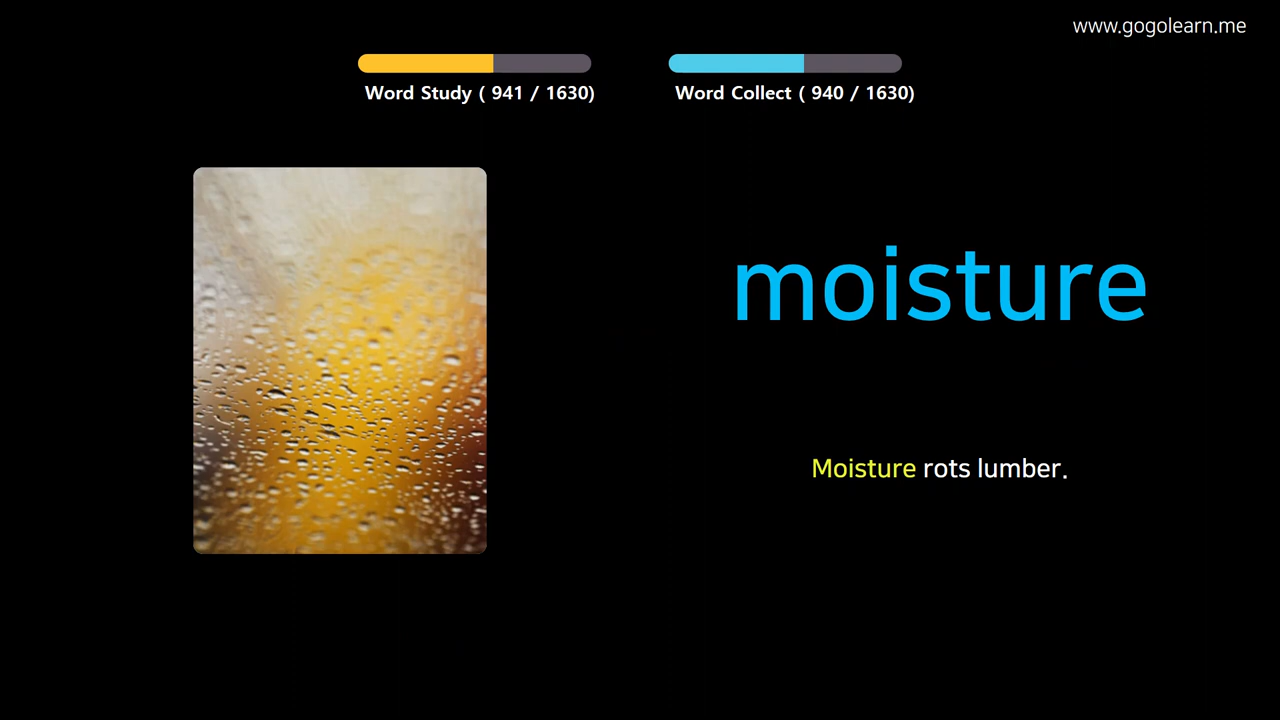 www.gogolearn.me
Word Study ( 941 / 1630)
Word Collect ( 940 / 1630)
moisture
Moisture rots lumber.